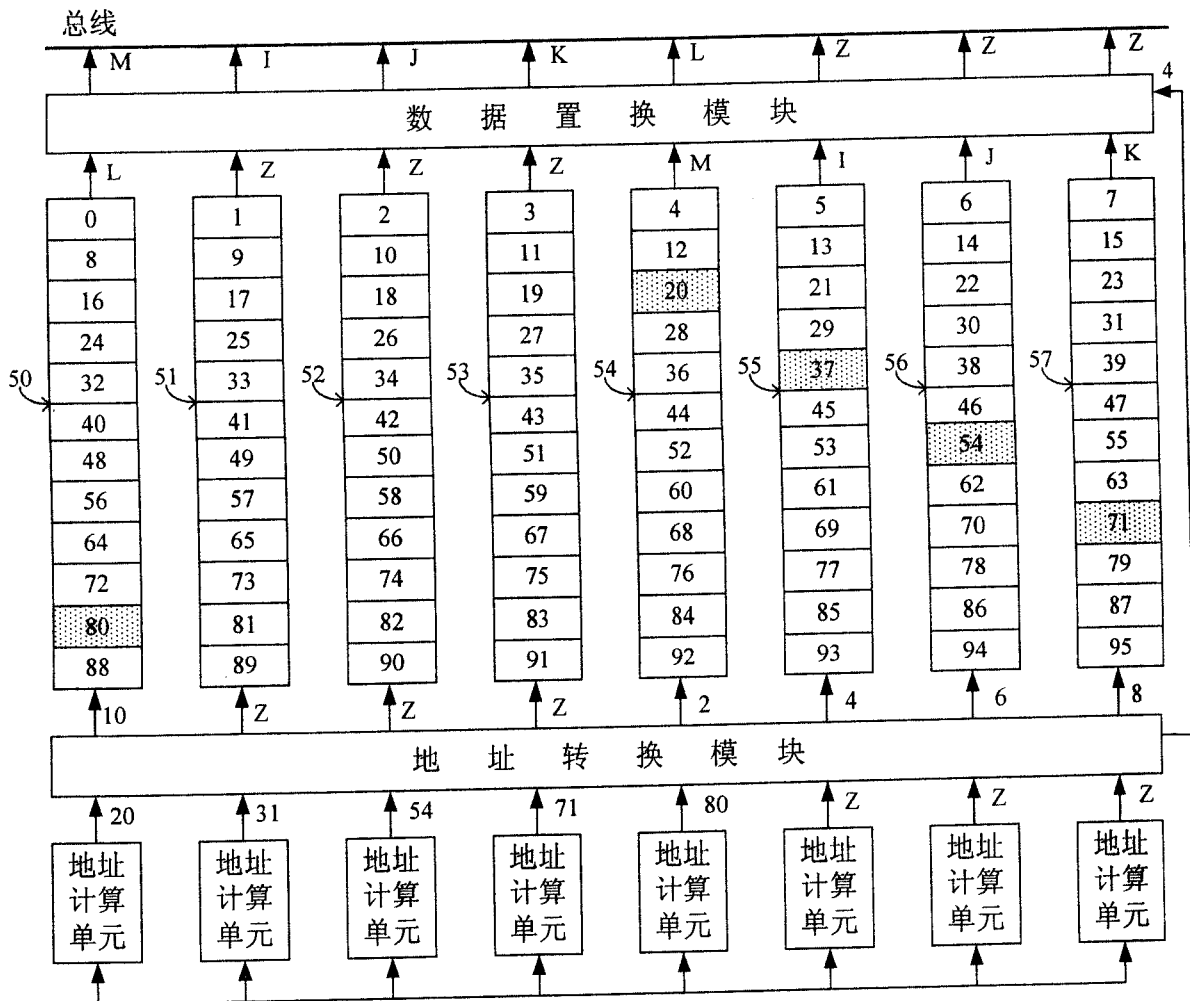 总线
M I J K L Z Z Z 4
数 据 置 换 模 块
L Z Z Z M I J K
0 1 2 3 4 5 6 7
8 9 10 11 12 13 14 15
16 17 18 19 20 21 22 23
24 25 26 27 28 29 30 31
32 33 34 35 36 37 38 39
50 51 52 53 54 55 56 57
40 41 42 43 44 45 46 47
48 49 50 51 52 53 54 55
56 57 58 59 60 61 62 63
64 65 66 67 68 69 70 71
72 73 74 75 76 77 78 79
80 81 82 83 84 85 86 87
88 89 90 91 92 93 94 95
10 Z Z Z 2 4 6 8
地 址 转 换 模 块
20 31 54 71 80 Z Z Z
地址 地址 地址 地址 地址 地址 地址 地址
计算 计算 计算 计算 计算 计算 计算 计算
单元 单元 单元 单元 单元 单元 单元 单元